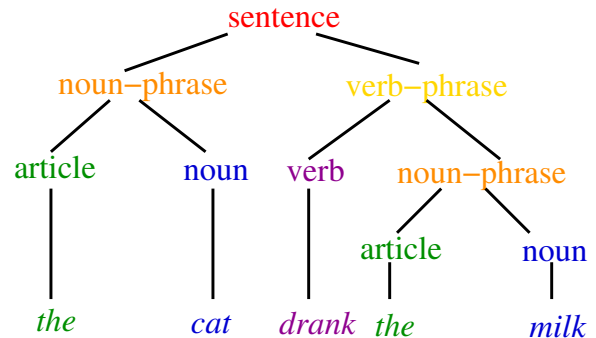 sentence
noun−phrase verb−phrase
article noun verb noun−phrase
article noun
the cat drank the milk